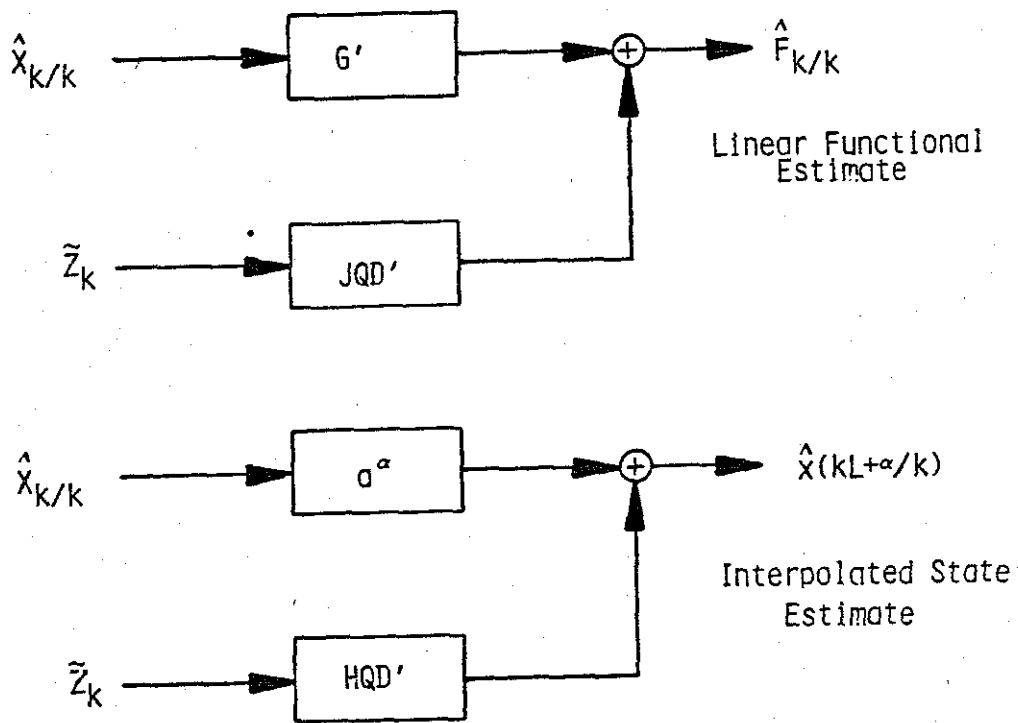 X̂k/k
G′
+
F̂k/k
Linear Functional
Estimate
Z̃k
JQD′
X̂k/k
a^α
+
x̂(kL+α/k)
Interpolated State
Estimate
Z̃k
HQD′